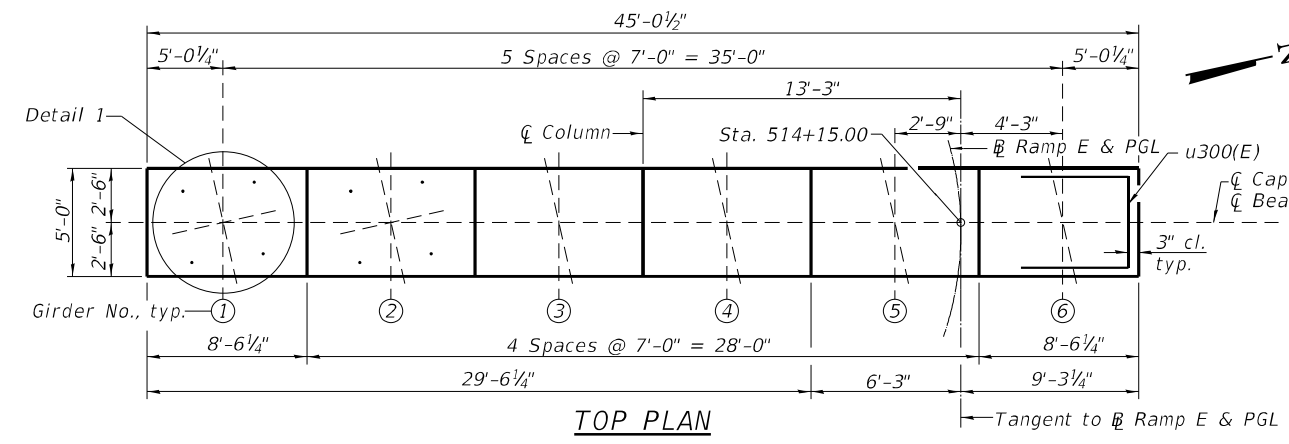 45'-0½"
5'-0¼"
5 Spaces @ 7'-0" = 35'-0"
5'-0¼"
13'-3"
Detail 1
℄ Column
Sta. 514+15.00
2'-9"
4'-3"
B Ramp E & PGL
u300(E)
℄ Cap
℄ Bea
5'-0"
2'-6"
2'-6"
3" cl.
typ.
Girder No., typ.
1
2
3
4
5
6
8'-6¼"
4 Spaces @ 7'-0" = 28'-0"
8'-6¼"
29'-6¼"
6'-3"
9'-3¼"
TOP PLAN
Tangent to B Ramp E & PGL